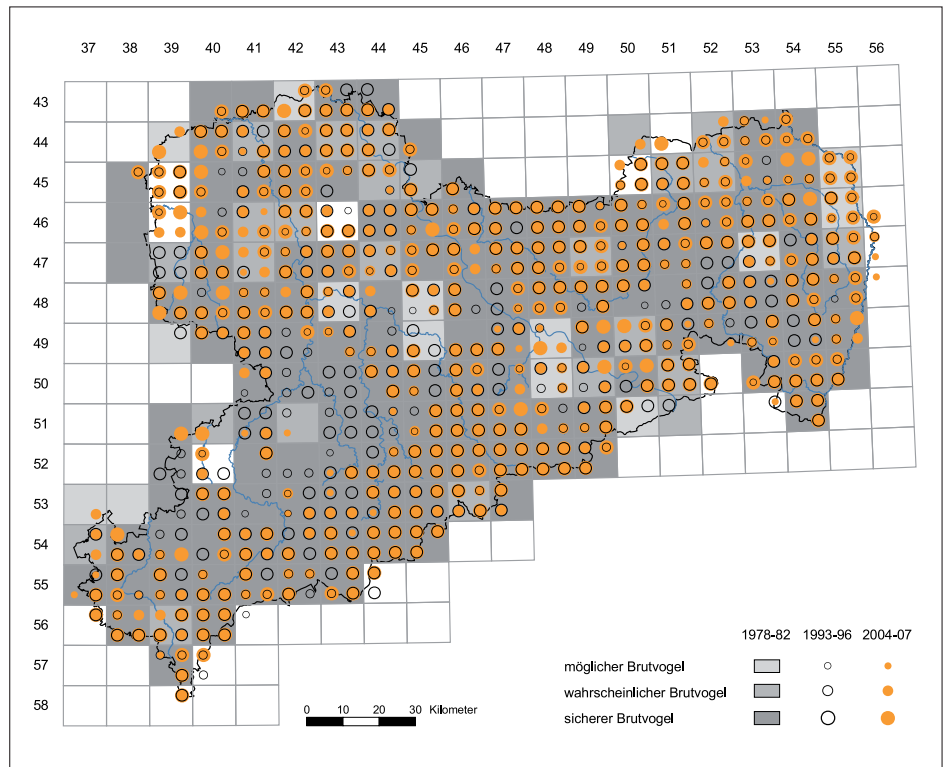 37 38 39 40 41 42 43 44 45 46 47 48 49 50 51 52 53 54 55 56
43
44
45
46
47
48
49
50
51
52
53
54
55
56
57
58
1978-82 1993-96 2004-07
möglicher Brutvogel
wahrscheinlicher Brutvogel
sicherer Brutvogel
0 10 20 30 Kilometer